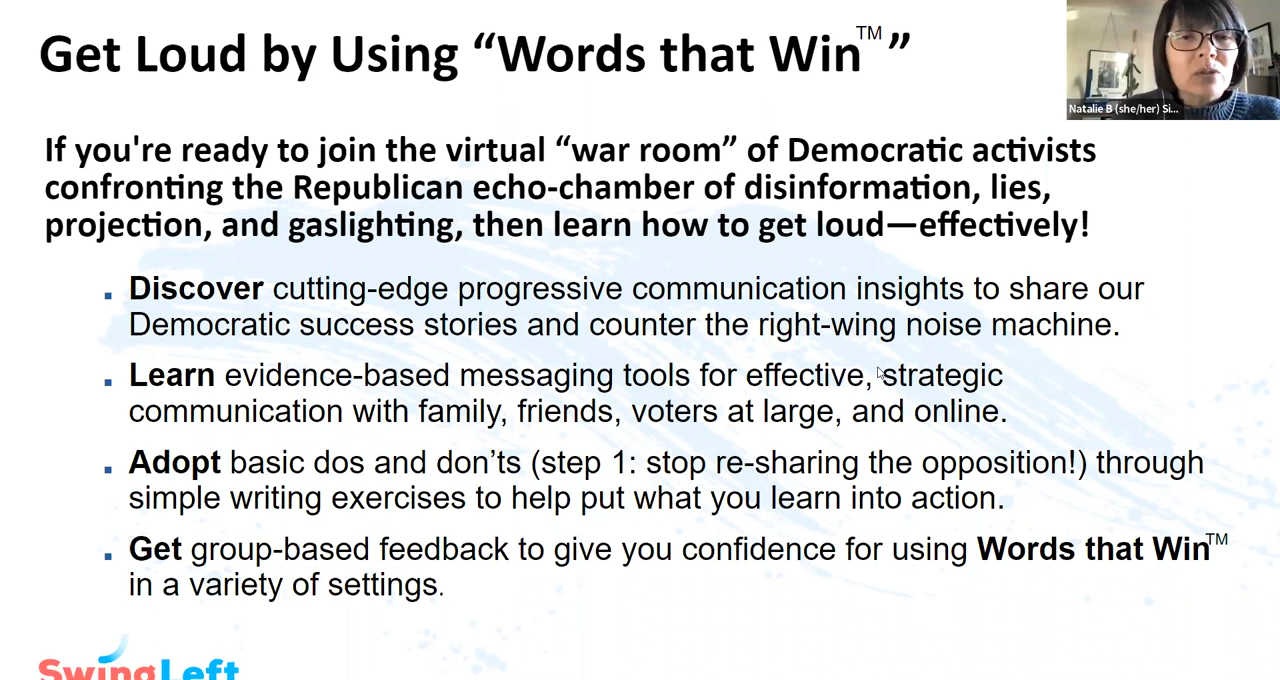 Get Loud by Using “Words that Win™”
Natalie B (she/her) Si...
If you're ready to join the virtual “war room” of Democratic activists
confronting the Republican echo-chamber of disinformation, lies,
projection, and gaslighting, then learn how to get loud—effectively!
▪ Discover cutting-edge progressive communication insights to share our
Democratic success stories and counter the right-wing noise machine.
▪ Learn evidence-based messaging tools for effective, strategic
communication with family, friends, voters at large, and online.
▪ Adopt basic dos and don’ts (step 1: stop re-sharing the opposition!) through
simple writing exercises to help put what you learn into action.
▪ Get group-based feedback to give you confidence for using Words that Win™
in a variety of settings.
SwingLeft